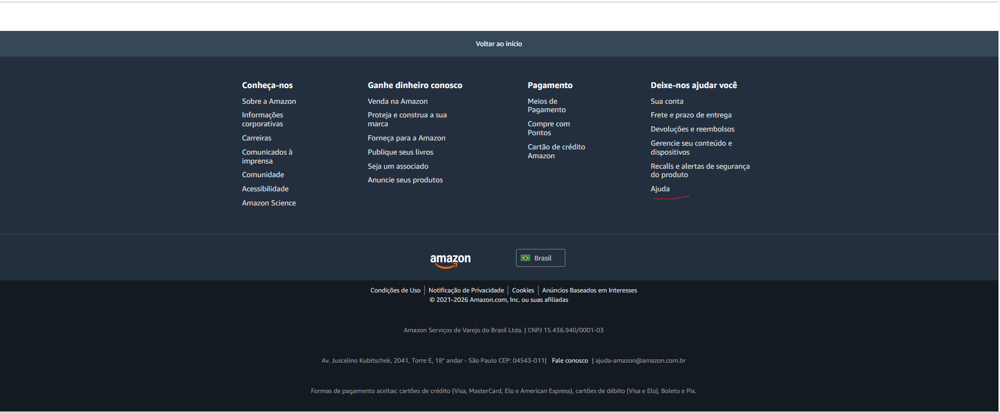 Voltar ao início
Conheça-nos
Sobre a Amazon
Informações
corporativas
Carreiras
Comunicados à
imprensa
Comunidade
Acessibilidade
Amazon Science
Ganhe dinheiro conosco
Venda na Amazon
Proteja e construa a sua
marca
Forneça para a Amazon
Publique seus livros
Seja um associado
Anuncie seus produtos
Pagamento
Meios de
Pagamento
Compre com
Pontos
Cartão de crédito
Amazon
Deixe-nos ajudar você
Sua conta
Frete e prazo de entrega
Devoluções e reembolsos
Gerencie seu conteúdo e
dispositivos
Recalls e alertas de segurança
do produto
Ajuda
amazon
Brasil
Condições de Uso | Notificação de Privacidade | Cookies | Anúncios Baseados em Interesses
© 2021-2026 Amazon.com, Inc. ou suas afiliadas
Amazon Serviços de Varejo do Brasil Ltda. | CNPJ 15.436.940/0001-03
Av. Juscelino Kubitschek, 2041, Torre E, 18° andar - São Paulo CEP: 04543-011| Fale conosco | ajuda-amazon@amazon.com.br
Formas de pagamento aceitas: cartões de crédito (Visa, MasterCard, Elo e American Express), cartões de débito (Visa e Elo), Boleto e Pix.